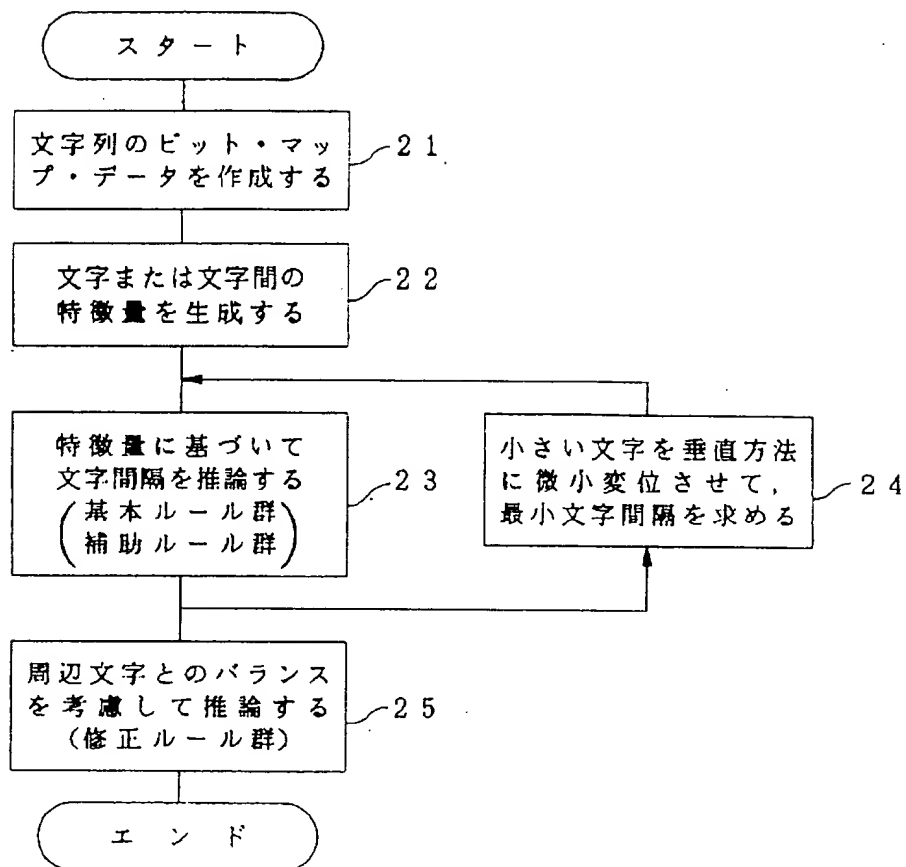 スタート
文字列のビット・マッ
プ・データを作成する
21
文字または文字間の
特徴量を生成する
22
特徴量に基づいて
文字間隔を推論する
(基本ルール群
補助ルール群)
23
小さい文字を垂直方法
に微小変位させて,
最小文字間隔を求める
24
周辺文字とのバランス
を考慮して推論する
(修正ルール群)
25
エンド